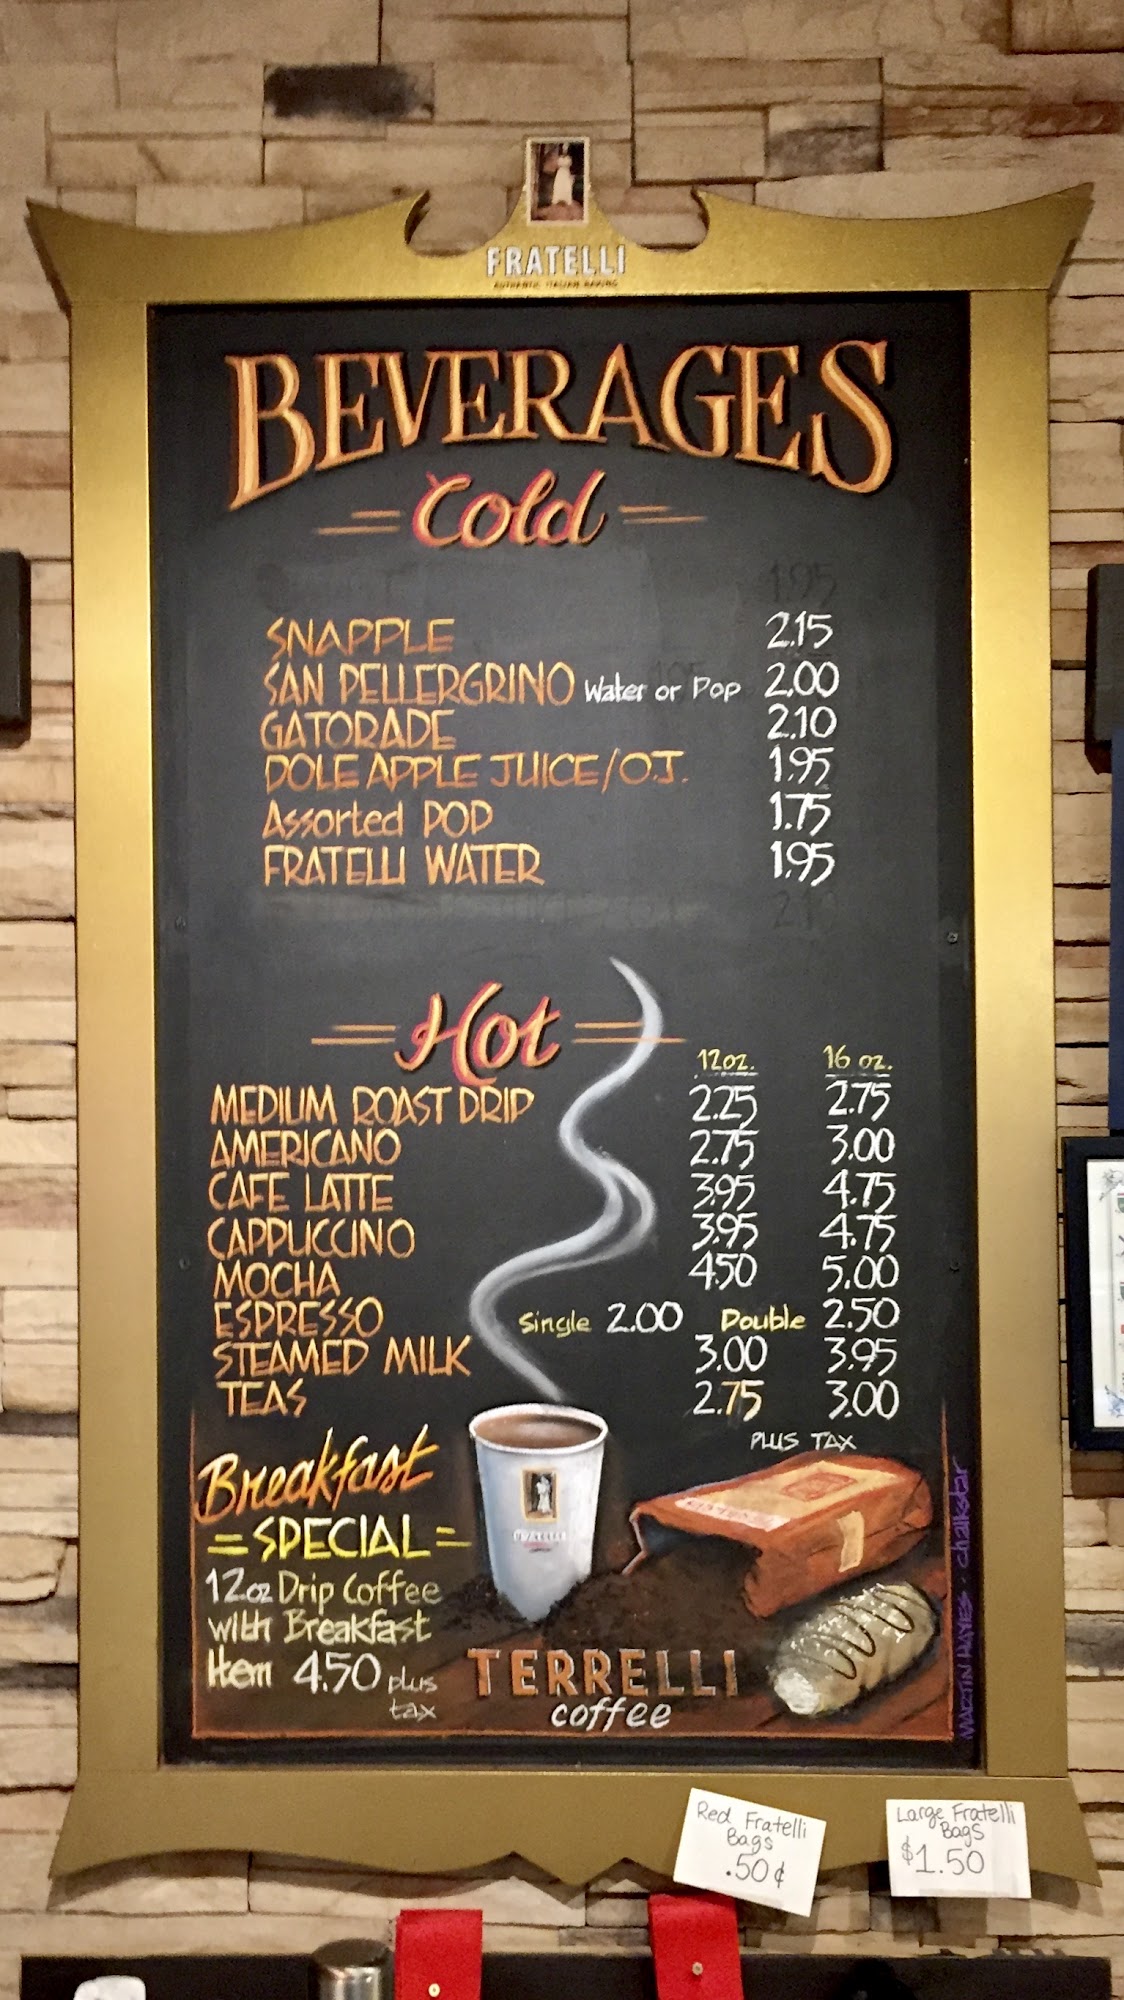 FRATELLI
AUTHENTIC ITALIAN BAKING
BEVERAGES
Cold
SNAPPLE 2.15
SAN PELLERGRINO Water or Pop 2.00
GATORADE 2.10
DOLE APPLE JUICE/O.J. 1.95
Assorted POP 1.75
FRATELLI WATER 1.95
Hot 12oz. 16 oz.
MEDIUM ROAST DRIP 2.25 2.75
AMERICANO 2.75 3.00
CAFE LATTE 3.95 4.75
CAPPUCCINO 3.95 4.75
MOCHA 4.50 5.00
ESPRESSO Single 2.00 Double 2.50
STEAMED MILK 3.00 3.95
TEAS 2.75 3.00
PLUS TAX
Breakfast
SPECIAL
12oz Drip Coffee
with Breakfast
Item 4.50 plus
tax
FRATELLI
TERRELLI
coffee
MARTIN HAYES · chalkstar
Red Fratelli
Bags
.50¢
Large Fratelli
Bags
$1.50